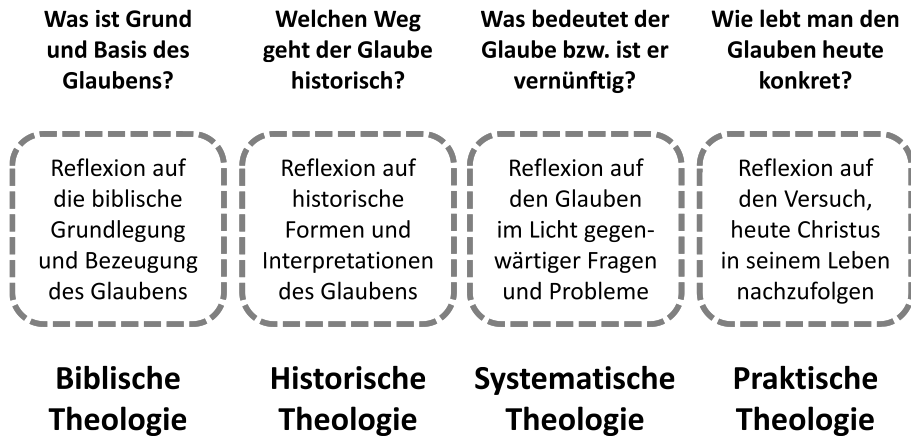 Was ist Grund
und Basis des
Glaubens?
Welchen Weg
geht der Glaube
historisch?
Was bedeutet der
Glaube bzw. ist er
vernünftig?
Wie lebt man den
Glauben heute
konkret?
Reflexion auf
die biblische
Grundlegung
und Bezeugung
des Glaubens
Reflexion auf
historische
Formen und
Interpretationen
des Glaubens
Reflexion auf
den Glauben
im Licht gegen-
wärtiger Fragen
und Probleme
Reflexion auf
den Versuch,
heute Christus
in seinem Leben
nachzufolgen
Biblische
Theologie
Historische
Theologie
Systematische
Theologie
Praktische
Theologie